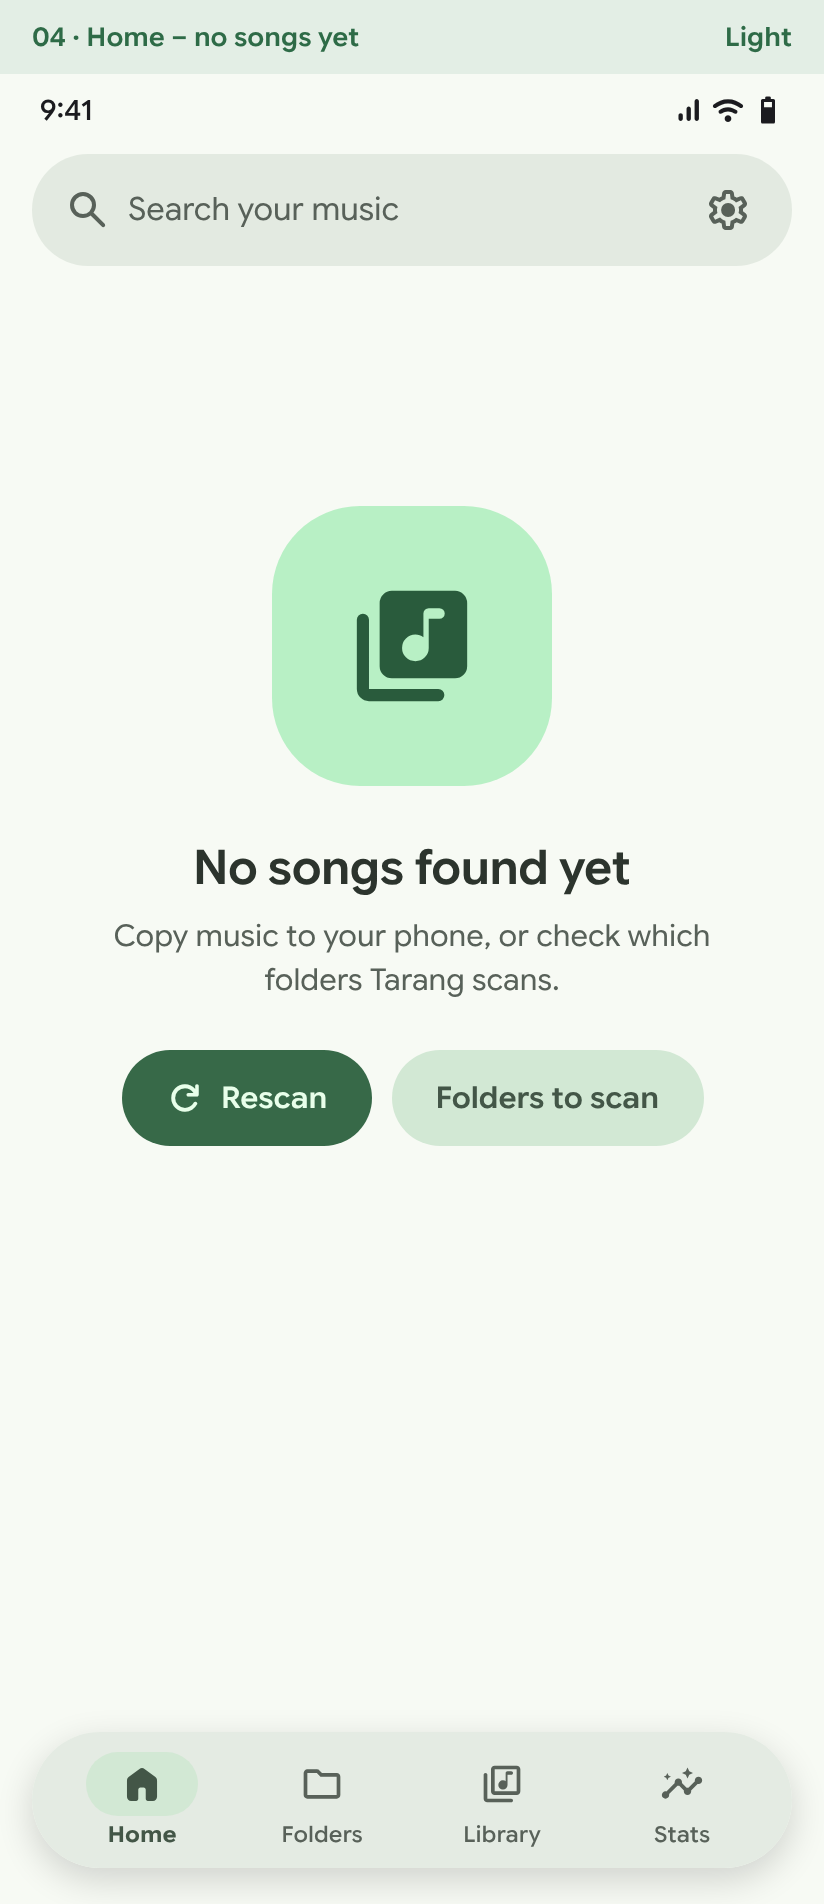 04 · Home – no songs yet
Light
9:41
Search your music
No songs found yet
Copy music to your phone, or check which
folders Tarang scans.
Rescan
Folders to scan
Home
Folders
Library
Stats